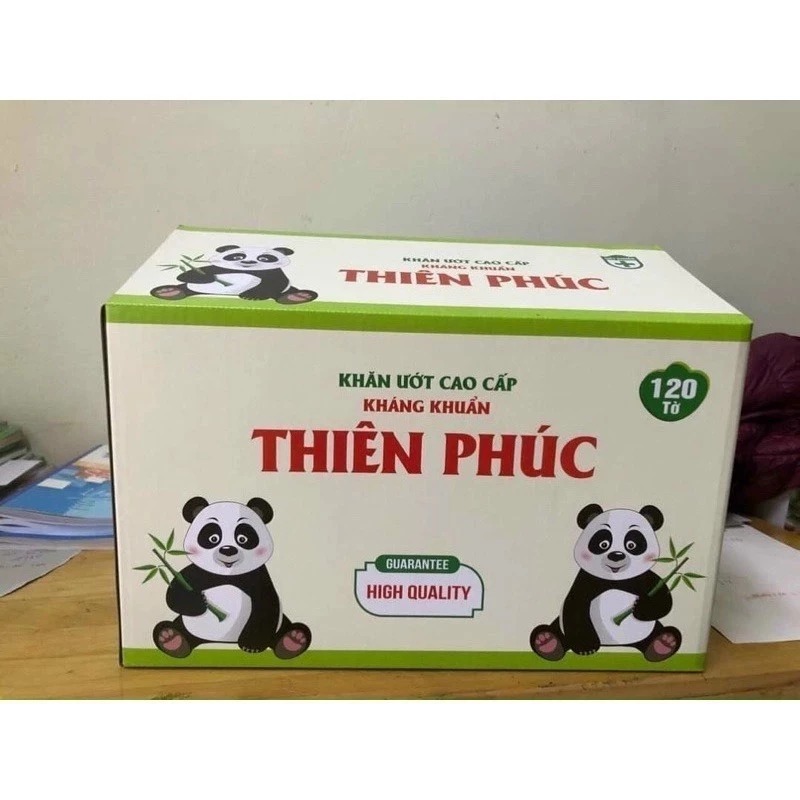 KHĂN ƯỚT CAO CẤP
KHÁNG KHUẨN
THIÊN PHÚC
KHĂN ƯỚT CAO CẤP
KHÁNG KHUẨN
THIÊN PHÚC
120
TỜ
GUARANTEE
HIGH QUALITY